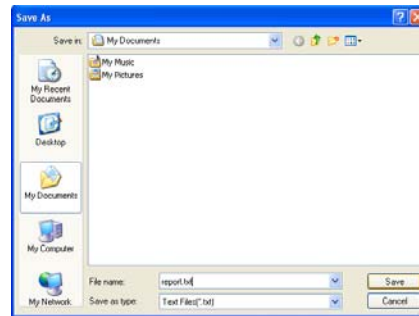 Save As
Save in: My Documents
My Music
My Pictures
My Recent
Documents
Desktop
My Documents
My Computer
My Network
File name: report.txt
Save
Save as type: Text Files(*.txt)
Cancel